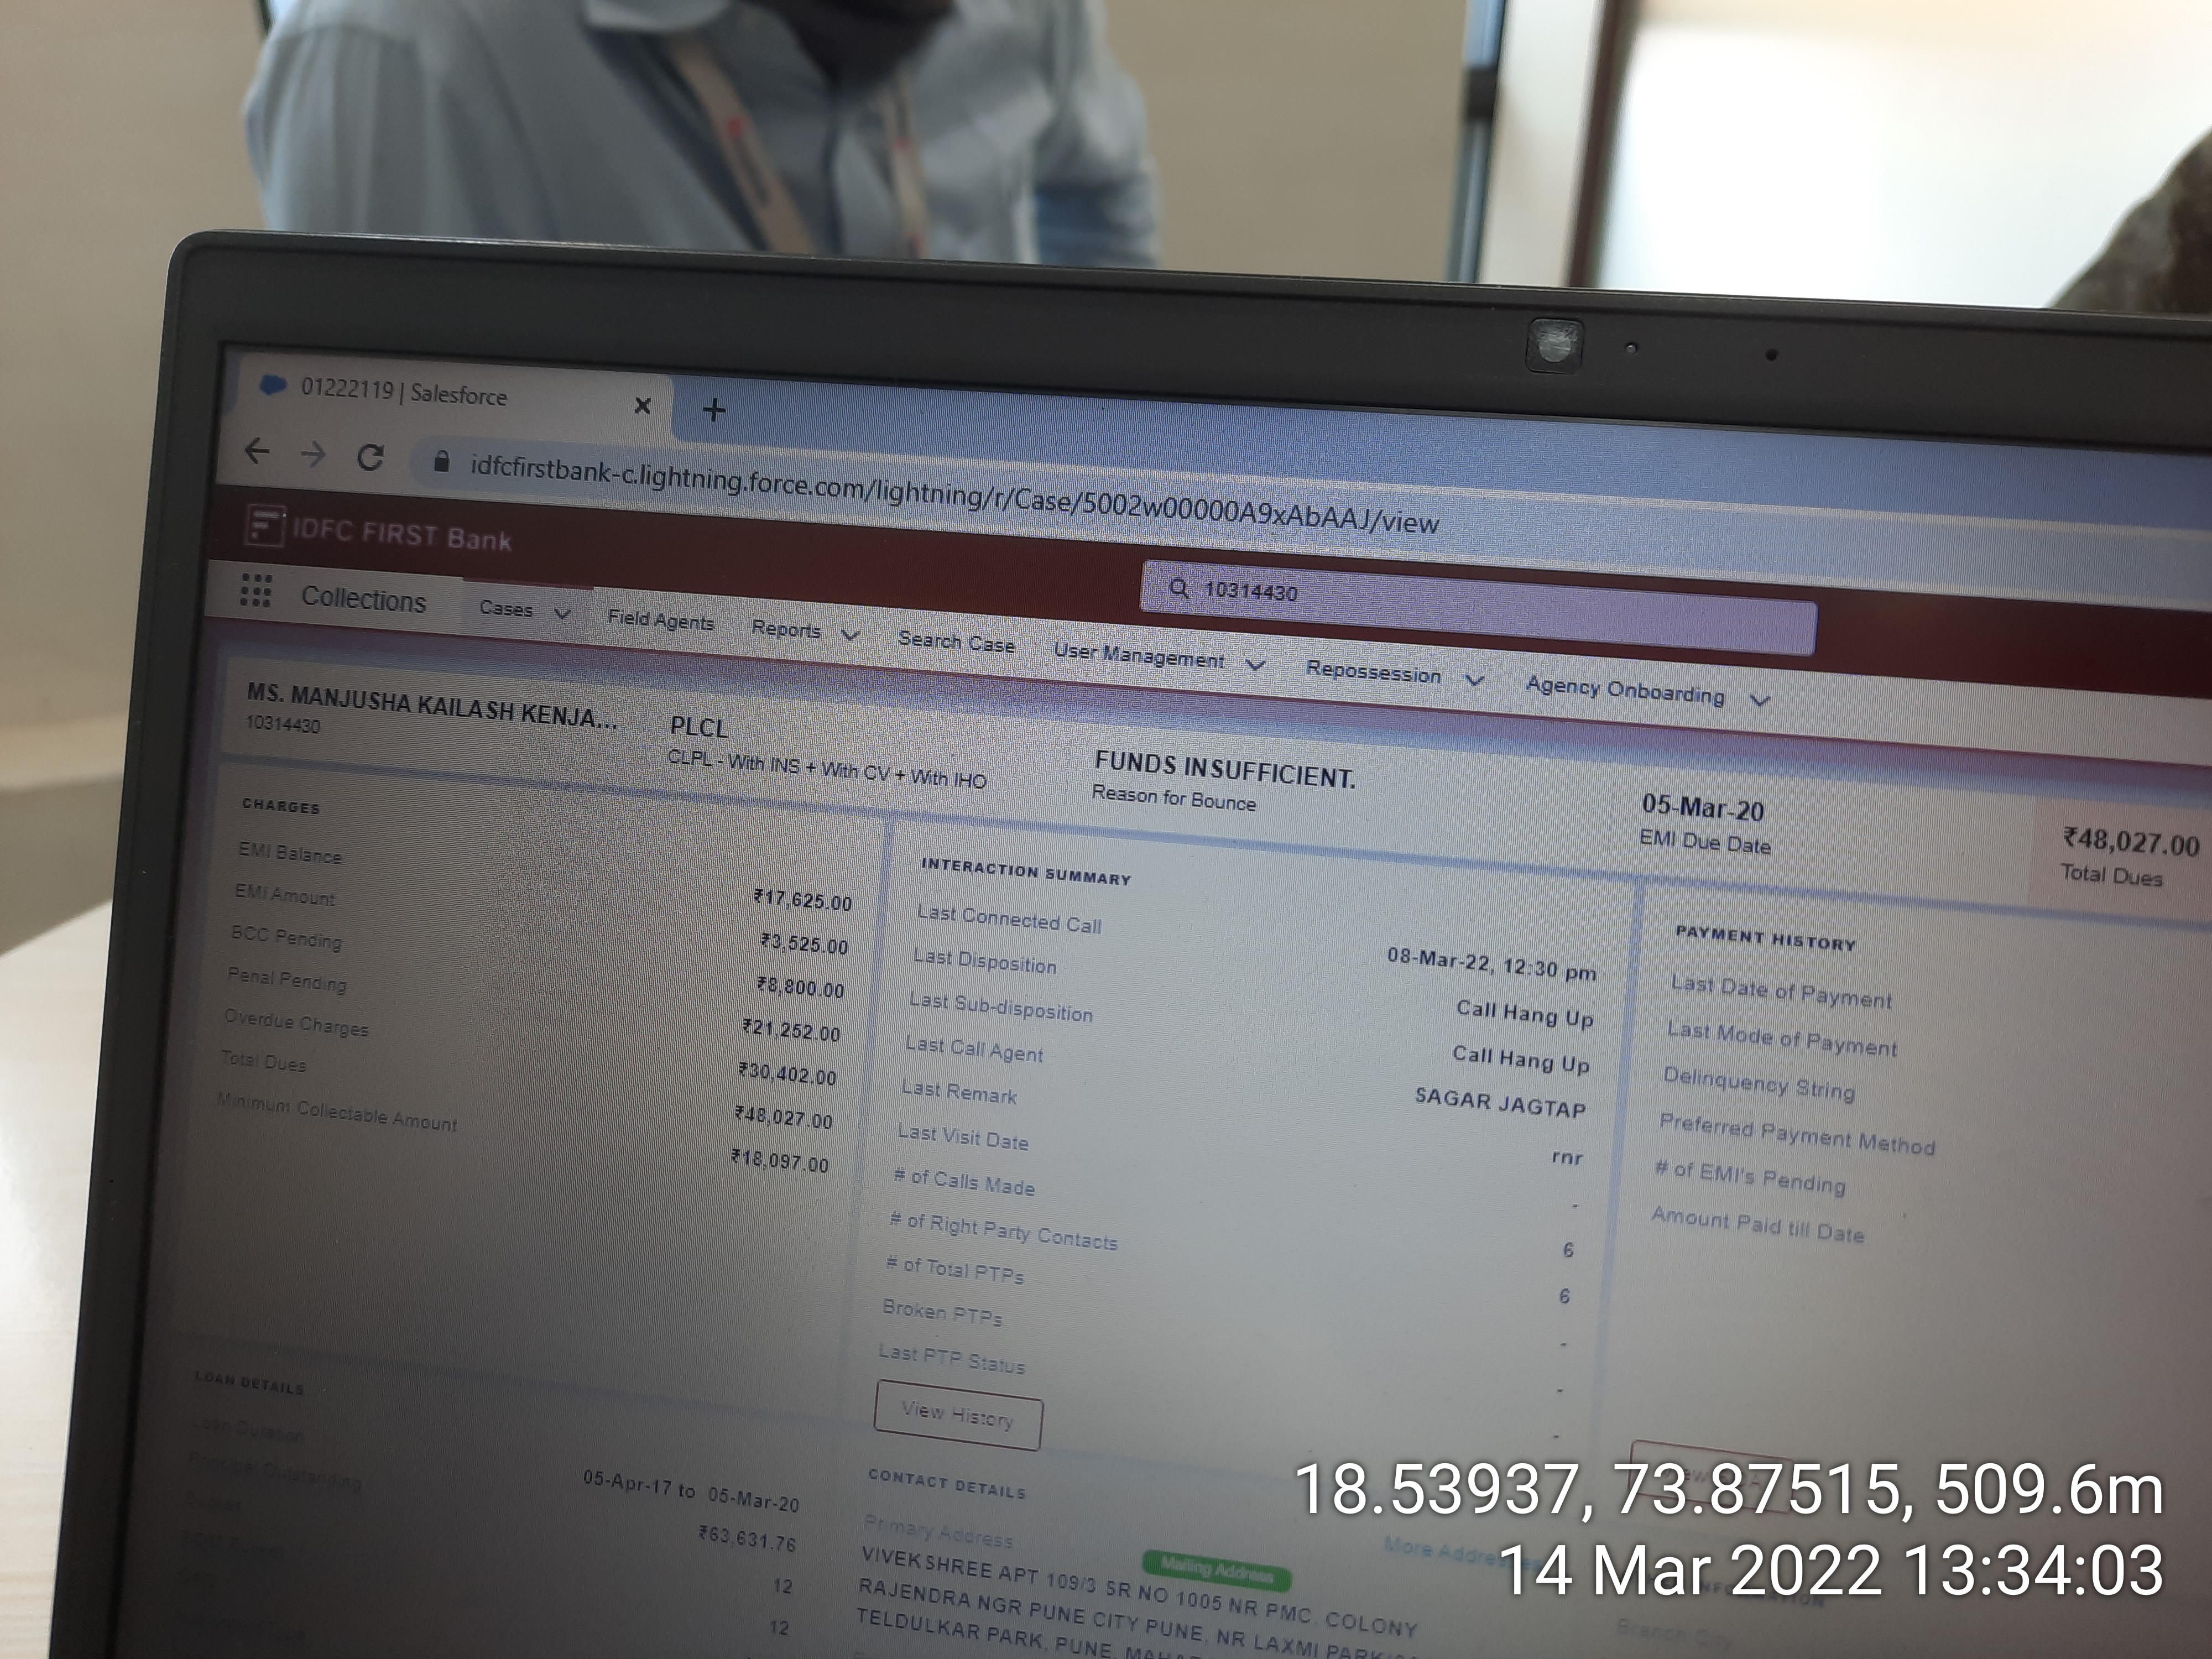 01222119 | Salesforce
idfcfirstbank-c.lightning.force.com/lightning/r/Case/5002w00000A9xAbAAJ/view
IDFC FIRST Bank
10314430
Collections Cases Field Agents Reports Search Case User Management Repossession Agency Onboarding
MS. MANJUSHA KAILASH KENJA...
10314430
PLCL
CLPL - With INS + With CV + With IHO
FUNDS INSUFFICIENT.
Reason for Bounce
05-Mar-20
EMI Due Date
₹48,027.00
Total Dues
CHARGES
EMI Balance ₹17,625.00
EMI Amount ₹3,525.00
BCC Pending ₹8,800.00
Penal Pending ₹21,252.00
Overdue Charges ₹30,402.00
Total Dues ₹48,027.00
Minimum Collectable Amount ₹18,097.00
INTERACTION SUMMARY
Last Connected Call 08-Mar-22, 12:30 pm
Last Disposition Call Hang Up
Last Sub-disposition Call Hang Up
Last Call Agent SAGAR JAGTAP
Last Remark rnr
Last Visit Date -
# of Calls Made 6
# of Right Party Contacts 6
# of Total PTPs -
Broken PTPs -
Last PTP Status -
View History
PAYMENT HISTORY
Last Date of Payment
Last Mode of Payment
Delinquency String
Preferred Payment Method
# of EMI's Pending
Amount Paid till Date
LOAN DETAILS
Loan Duration 05-Apr-17 to 05-Mar-20
Principal Outstanding ₹63,631.76
Bucket 12
12
CONTACT DETAILS
Primary Address Mailing Address More Address
VIVEKSHREE APT 109/3 SR NO 1005 NR PMC, COLONY
RAJENDRA NGR PUNE CITY PUNE, NR LAXMI PARK
TELDULKAR PARK, PUNE,
Branch City
18.53937, 73.87515, 509.6m
14 Mar 2022 13:34:03